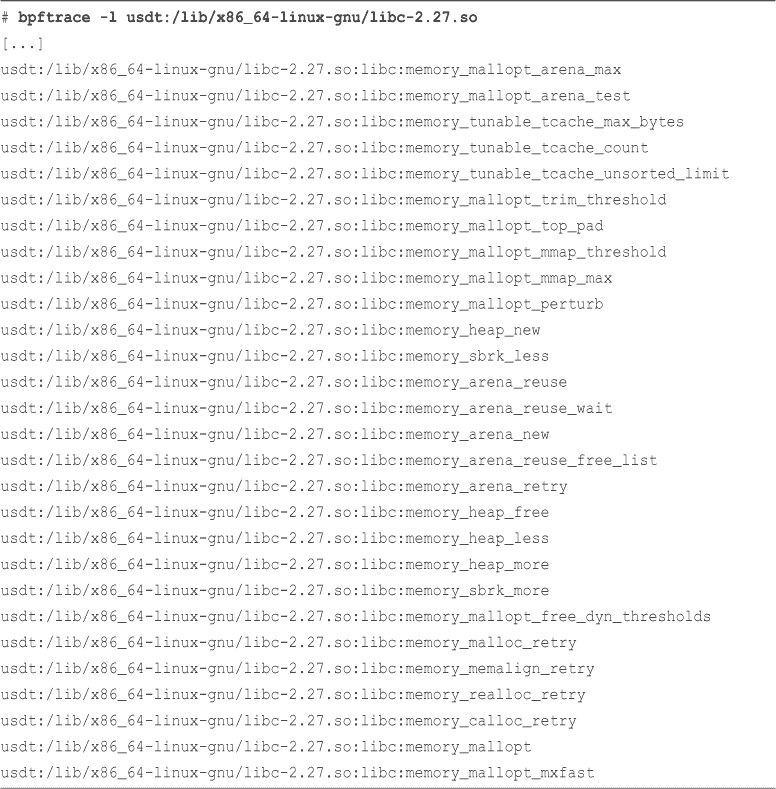 # bpftrace -l usdt:/lib/x86_64-linux-gnu/libc-2.27.so
[...]
usdt:/lib/x86_64-linux-gnu/libc-2.27.so:libc:memory_mallopt_arena_max
usdt:/lib/x86_64-linux-gnu/libc-2.27.so:libc:memory_mallopt_arena_test
usdt:/lib/x86_64-linux-gnu/libc-2.27.so:libc:memory_tunable_tcache_max_bytes
usdt:/lib/x86_64-linux-gnu/libc-2.27.so:libc:memory_tunable_tcache_count
usdt:/lib/x86_64-linux-gnu/libc-2.27.so:libc:memory_tunable_tcache_unsorted_limit
usdt:/lib/x86_64-linux-gnu/libc-2.27.so:libc:memory_mallopt_trim_threshold
usdt:/lib/x86_64-linux-gnu/libc-2.27.so:libc:memory_mallopt_top_pad
usdt:/lib/x86_64-linux-gnu/libc-2.27.so:libc:memory_mallopt_mmap_threshold
usdt:/lib/x86_64-linux-gnu/libc-2.27.so:libc:memory_mallopt_mmap_max
usdt:/lib/x86_64-linux-gnu/libc-2.27.so:libc:memory_mallopt_perturb
usdt:/lib/x86_64-linux-gnu/libc-2.27.so:libc:memory_heap_new
usdt:/lib/x86_64-linux-gnu/libc-2.27.so:libc:memory_sbrk_less
usdt:/lib/x86_64-linux-gnu/libc-2.27.so:libc:memory_arena_reuse
usdt:/lib/x86_64-linux-gnu/libc-2.27.so:libc:memory_arena_reuse_wait
usdt:/lib/x86_64-linux-gnu/libc-2.27.so:libc:memory_arena_new
usdt:/lib/x86_64-linux-gnu/libc-2.27.so:libc:memory_arena_reuse_free_list
usdt:/lib/x86_64-linux-gnu/libc-2.27.so:libc:memory_arena_retry
usdt:/lib/x86_64-linux-gnu/libc-2.27.so:libc:memory_heap_free
usdt:/lib/x86_64-linux-gnu/libc-2.27.so:libc:memory_heap_less
usdt:/lib/x86_64-linux-gnu/libc-2.27.so:libc:memory_heap_more
usdt:/lib/x86_64-linux-gnu/libc-2.27.so:libc:memory_sbrk_more
usdt:/lib/x86_64-linux-gnu/libc-2.27.so:libc:memory_mallopt_free_dyn_thresholds
usdt:/lib/x86_64-linux-gnu/libc-2.27.so:libc:memory_malloc_retry
usdt:/lib/x86_64-linux-gnu/libc-2.27.so:libc:memory_memalign_retry
usdt:/lib/x86_64-linux-gnu/libc-2.27.so:libc:memory_realloc_retry
usdt:/lib/x86_64-linux-gnu/libc-2.27.so:libc:memory_calloc_retry
usdt:/lib/x86_64-linux-gnu/libc-2.27.so:libc:memory_mallopt
usdt:/lib/x86_64-linux-gnu/libc-2.27.so:libc:memory_mallopt_mxfast